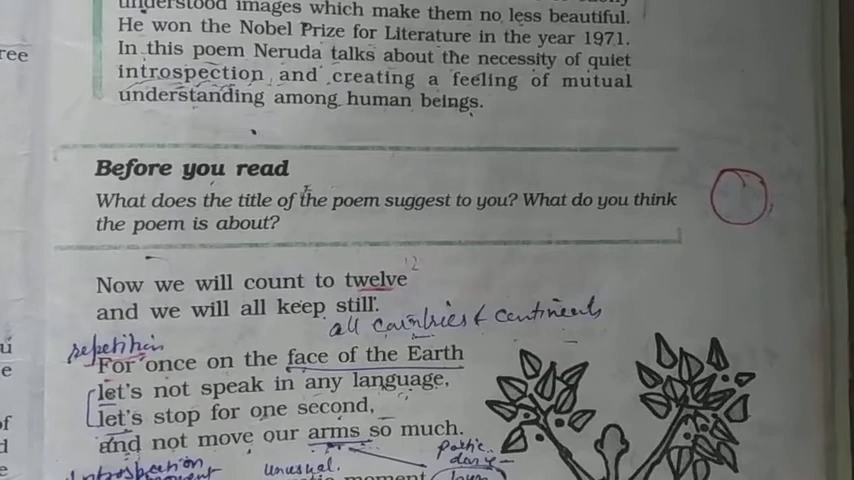 understood images which make them no less beautiful.
He won the Nobel Prize for Literature in the year 1971.
In this poem Neruda talks about the necessity of quiet
introspection and creating a feeling of mutual
understanding among human beings.
Before you read
What does the title of the poem suggest to you? What do you think
the poem is about?
Now we will count to twelve
12
and we will all keep still.
all countries & continents
repetition
For once on the face of the Earth
let's not speak in any language,
let's stop for one second,
and not move our arms so much.
Introspection
unusual.
Poetic
moment
ree